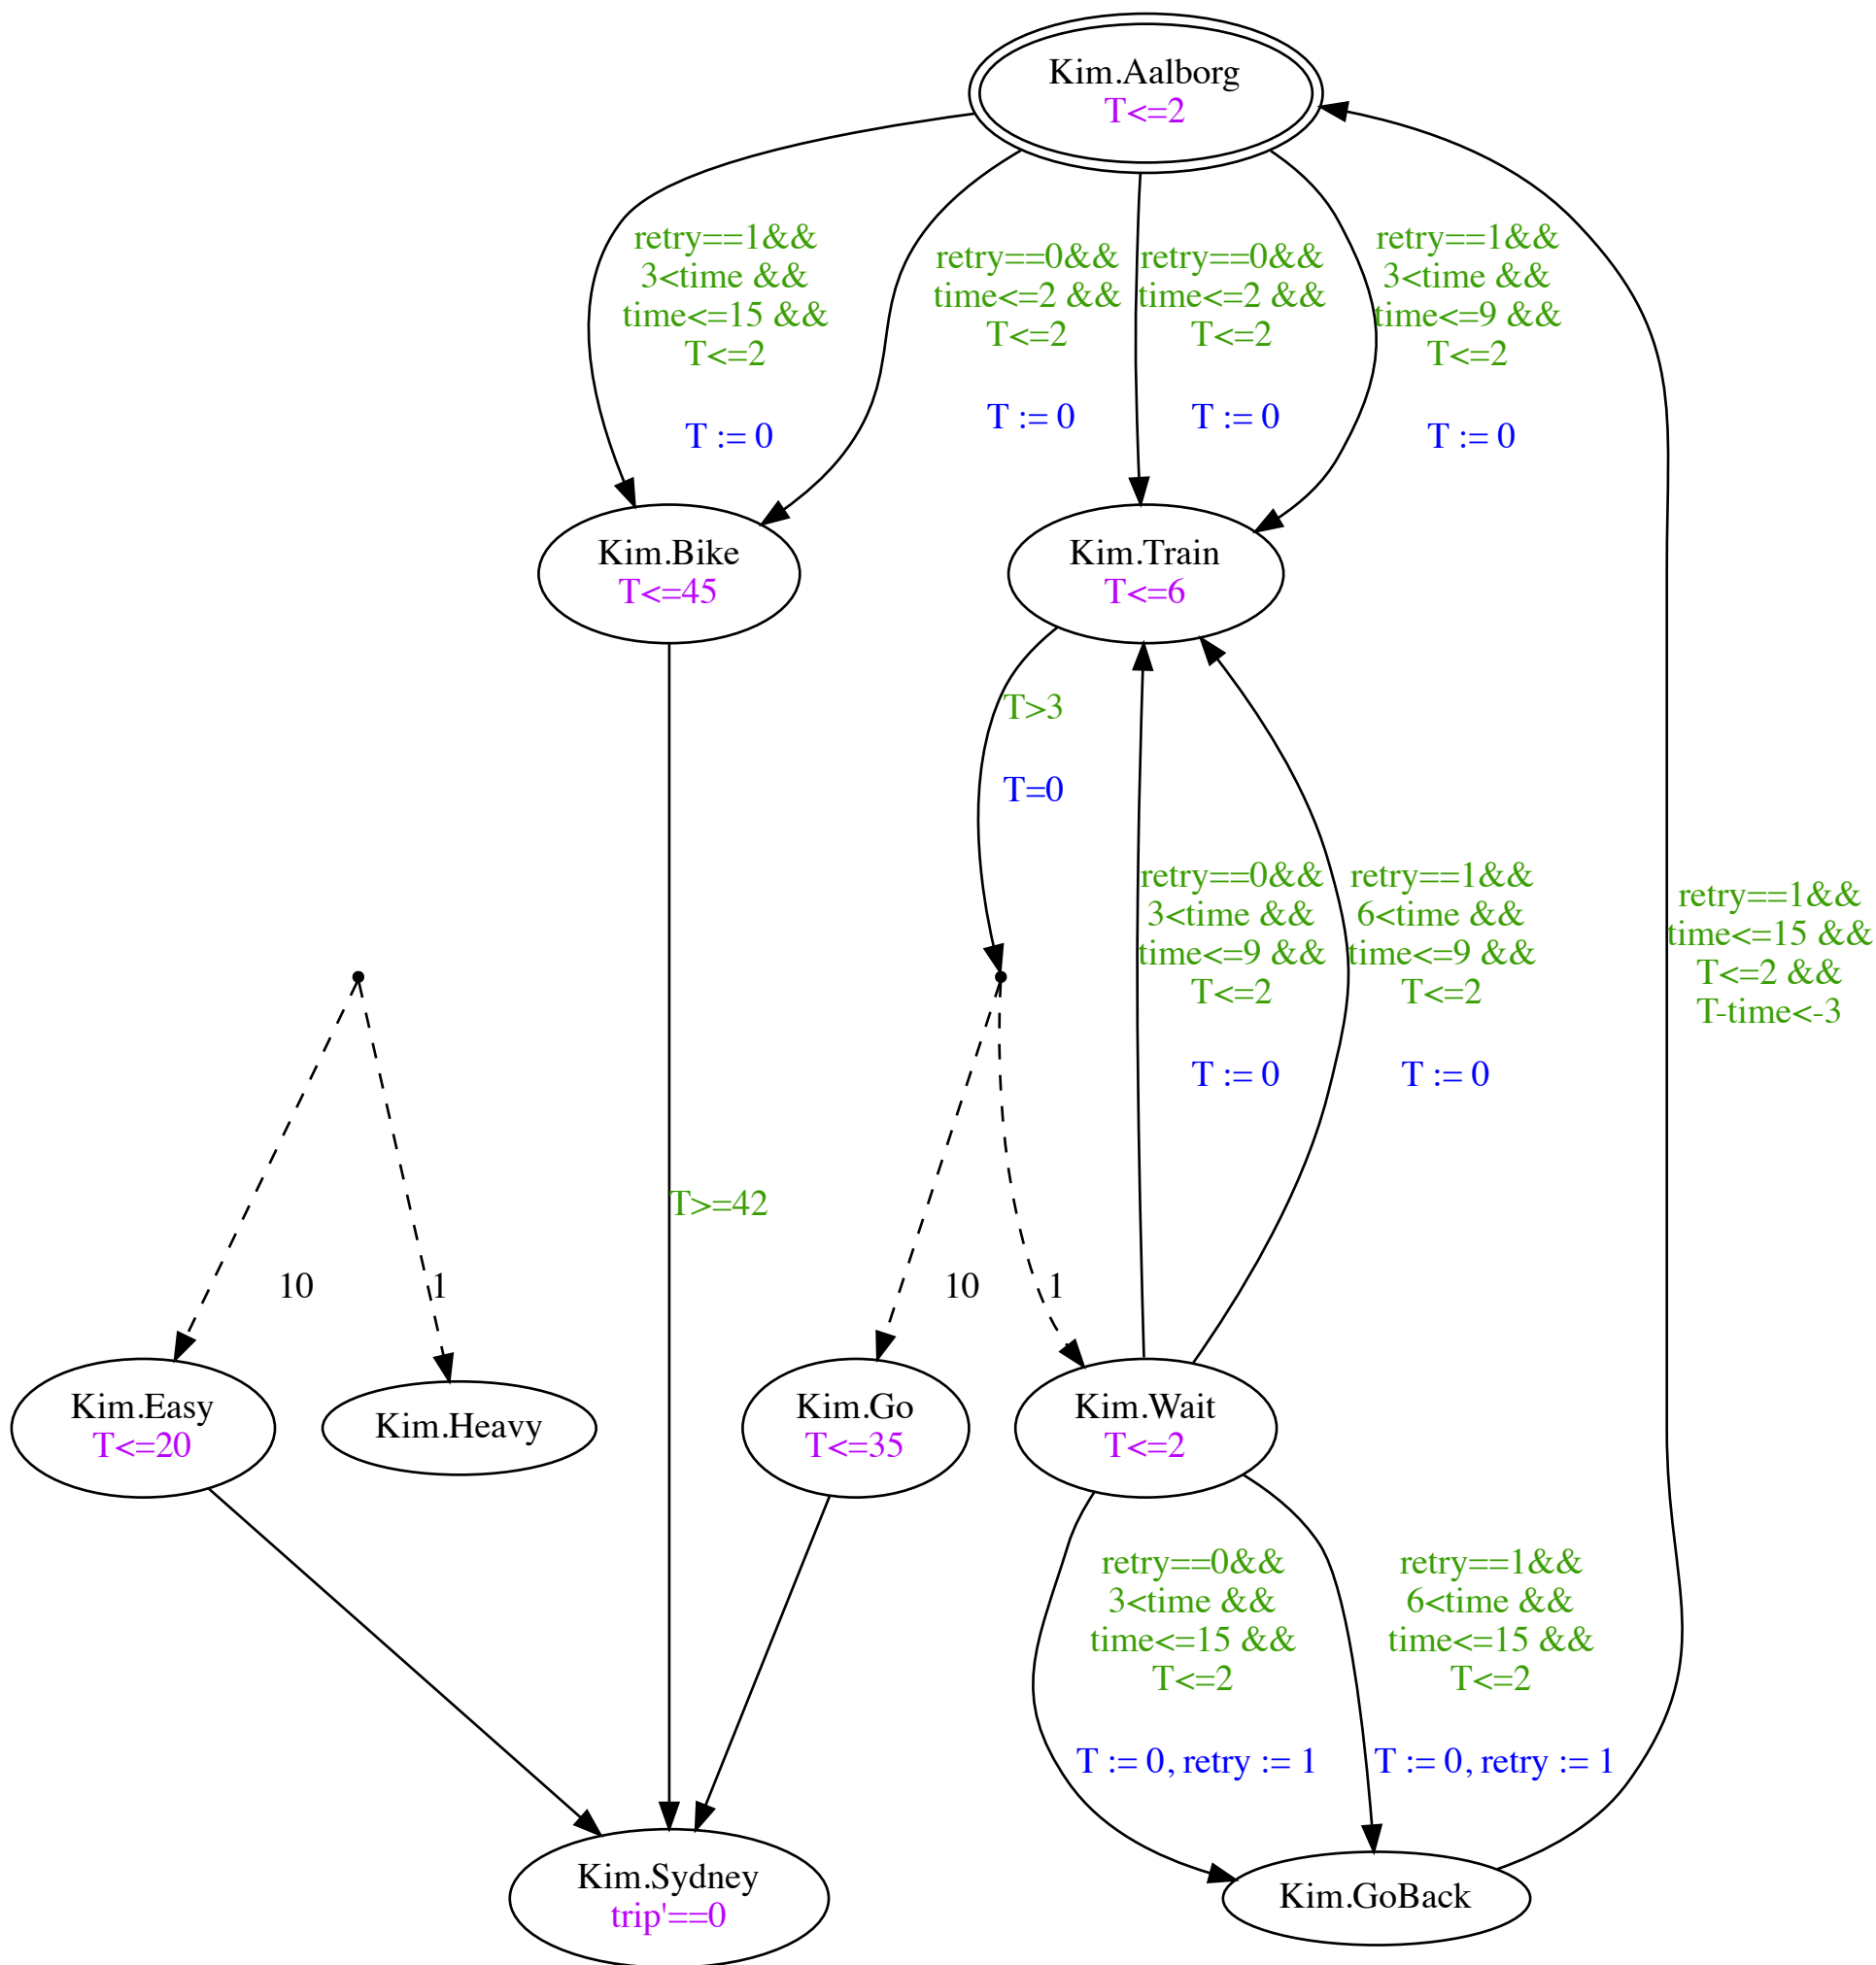 Kim.Aalborg
T<=2
retry==1&&
3<time &&
time<=15 &&
T<=2
T := 0
retry==0&&
time<=2 &&
T<=2
T := 0
retry==0&&
time<=2 &&
T<=2
T := 0
retry==1&&
3<time &&
time<=9 &&
T<=2
T := 0
Kim.Bike
T<=45
Kim.Train
T<=6
T>3
T=0
retry==0&&
3<time &&
time<=9 &&
T<=2
T := 0
retry==1&&
6<time &&
time<=9 &&
T<=2
T := 0
retry==1&&
time<=15 &&
T<=2 &&
T-time<-3
T>=42
10
1
10
1
Kim.Easy
T<=20
Kim.Heavy
Kim.Go
T<=35
Kim.Wait
T<=2
retry==0&&
3<time &&
time<=15 &&
T<=2
T := 0, retry := 1
retry==1&&
6<time &&
time<=15 &&
T<=2
T := 0, retry := 1
Kim.Sydney
trip'==0
Kim.GoBack